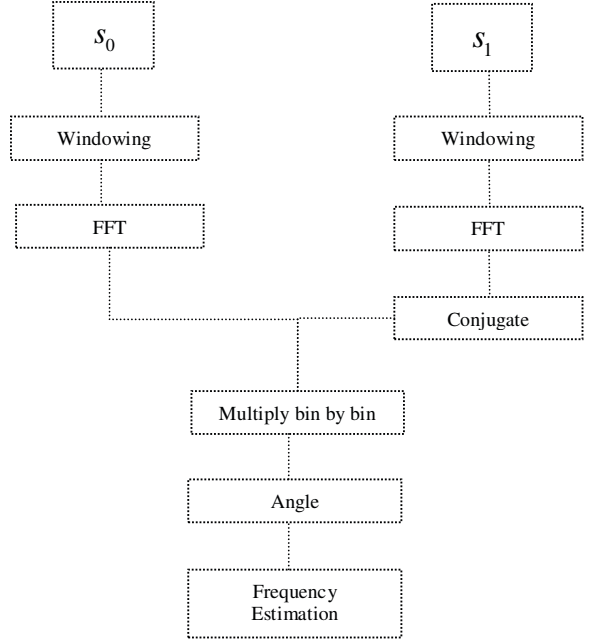 s0
s1
Windowing
Windowing
FFT
FFT
Conjugate
Multiply bin by bin
Angle
Frequency
Estimation